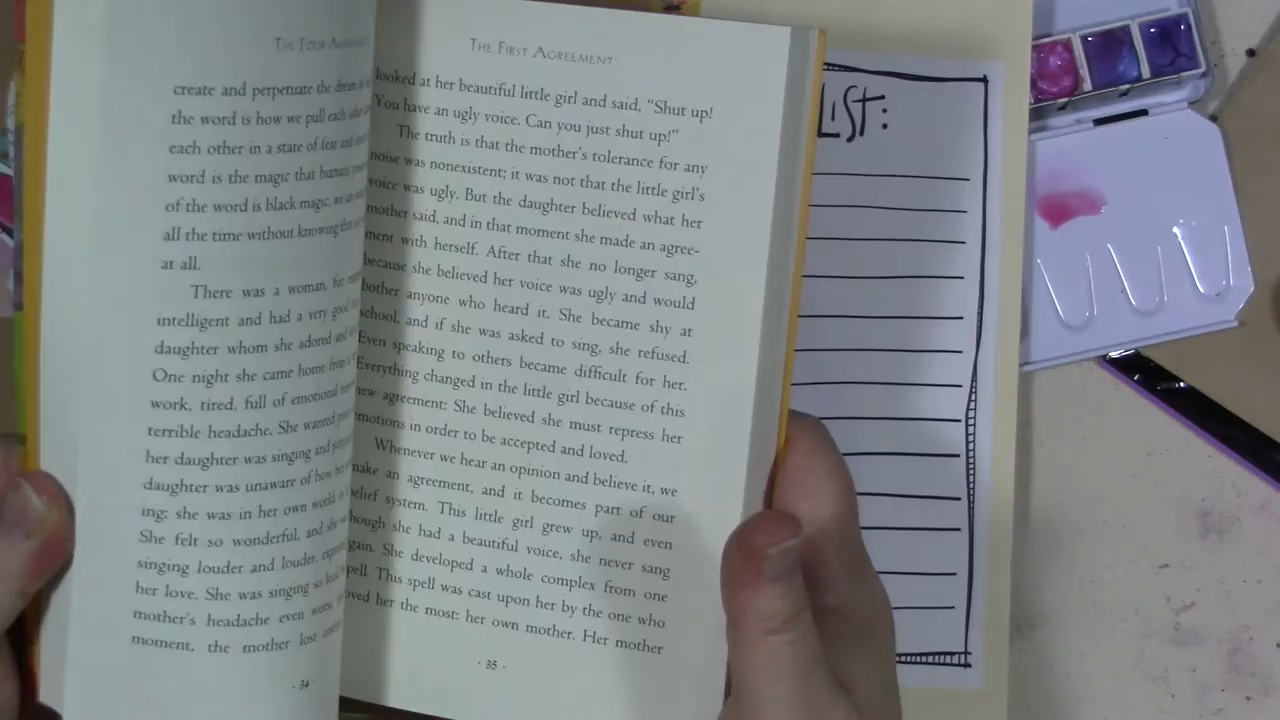 THE FOUR
create and perpetuate the dream
the word is how we pull each other
each other in a state of fear and
word is the magic that humans
of the word is black magic,
all the time without knowing that
at all.
There was a woman, for
intelligent and had a very good
daughter whom she adored and
One night she came home from
work, tired, full of emotional
terrible headache. She wanted
her daughter was singing and
daughter was unaware of how her
ing; she was in her own world,
She felt so wonderful, and she
singing louder and louder,
her love. She was singing so loud
mother's headache even worse,
moment, the mother lost
· 34 ·
THE FIRST AGREEMENT
looked at her beautiful little girl and said, “Shut up!
You have an ugly voice. Can you just shut up!”
The truth is that the mother's tolerance for any
noise was nonexistent; it was not that the little girl's
voice was ugly. But the daughter believed what her
mother said, and in that moment she made an agree-
ment with herself. After that she no longer sang,
because she believed her voice was ugly and would
bother anyone who heard it. She became shy at
school, and if she was asked to sing, she refused.
Even speaking to others became difficult for her.
Everything changed in the little girl because of this
new agreement: She believed she must repress her
emotions in order to be accepted and loved.
Whenever we hear an opinion and believe it, we
make an agreement, and it becomes part of our
belief system. This little girl grew up, and even
though she had a beautiful voice, she never sang
again. She developed a whole complex from one
spell. This spell was cast upon her by the one who
loved her the most: her own mother. Her mother
· 35 ·
LIST: